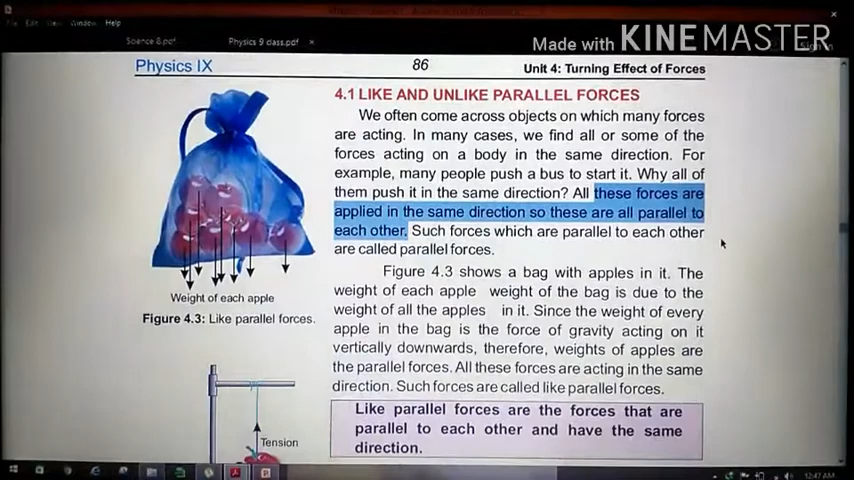 Made with KINEMASTER
File Edit View Window Help
Physics 9 class.pdf ×
Physics IX 86 Unit 4: Turning Effect of Forces
4.1 LIKE AND UNLIKE PARALLEL FORCES
We often come across objects on which many forces
are acting. In many cases, we find all or some of the
forces acting on a body in the same direction. For
example, many people push a bus to start it. Why all of
them push it in the same direction? All these forces are
applied in the same direction so these are all parallel to
each other. Such forces which are parallel to each other
are called parallel forces.
Weight of each apple
Figure 4.3: Like parallel forces.
Figure 4.3 shows a bag with apples in it. The
weight of each apple weight of the bag is due to the
weight of all the apples in it. Since the weight of every
apple in the bag is the force of gravity acting on it
vertically downwards, therefore, weights of apples are
the parallel forces. All these forces are acting in the same
direction. Such forces are called like parallel forces.
Tension
Like parallel forces are the forces that are
parallel to each other and have the same
direction.
12:47 AM